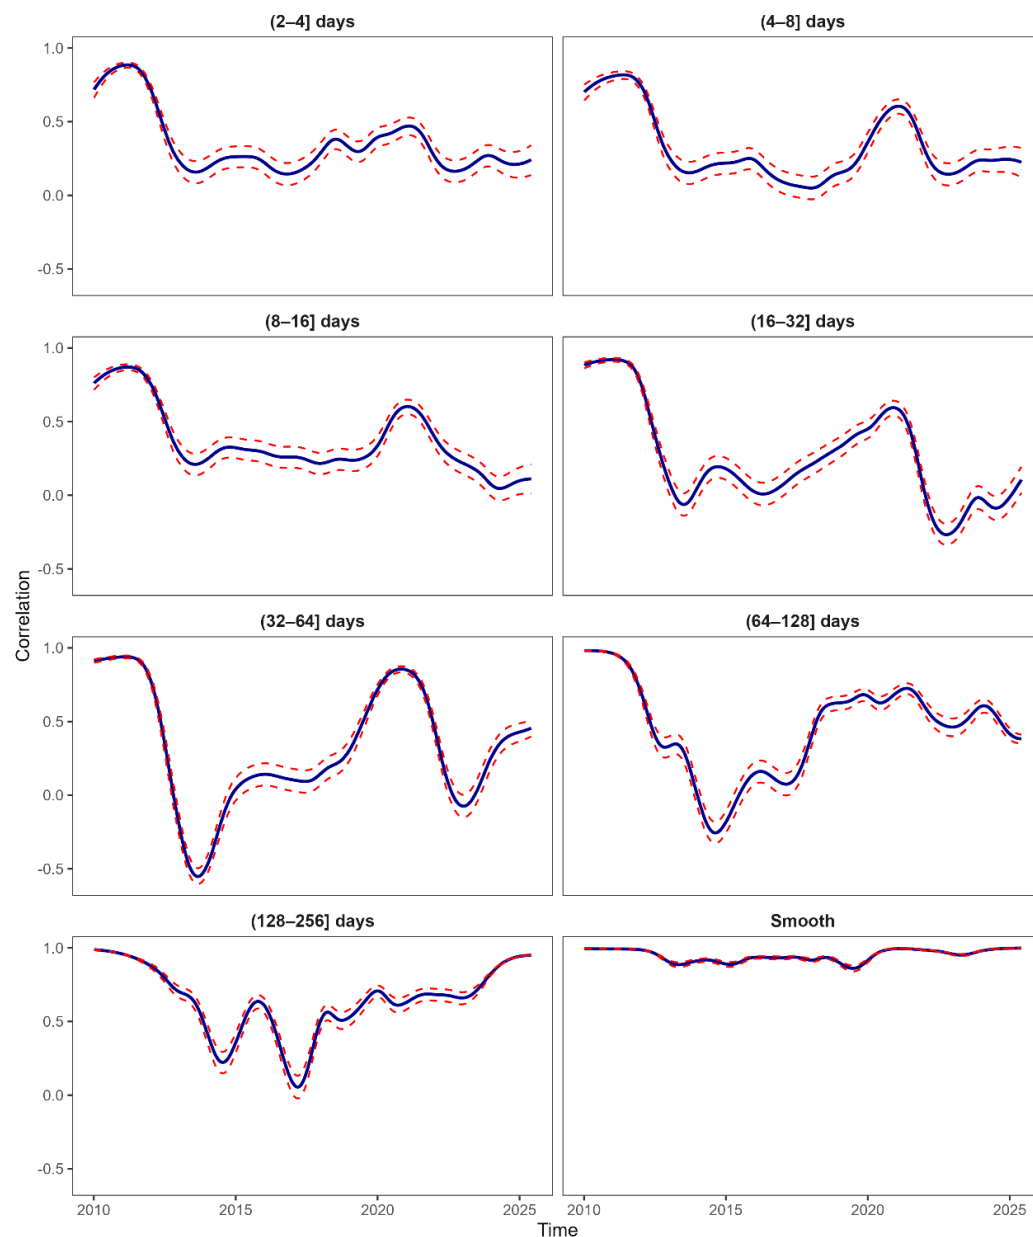 (2–4] days
(4–8] days
1.0
0.5
0.0
-0.5
(8–16] days
(16–32] days
1.0
0.5
0.0
-0.5
Correlation
(32–64] days
(64–128] days
1.0
0.5
0.0
-0.5
(128–256] days
Smooth
1.0
0.5
0.0
-0.5
2010 2015 2020 2025
2010 2015 2020 2025
Time